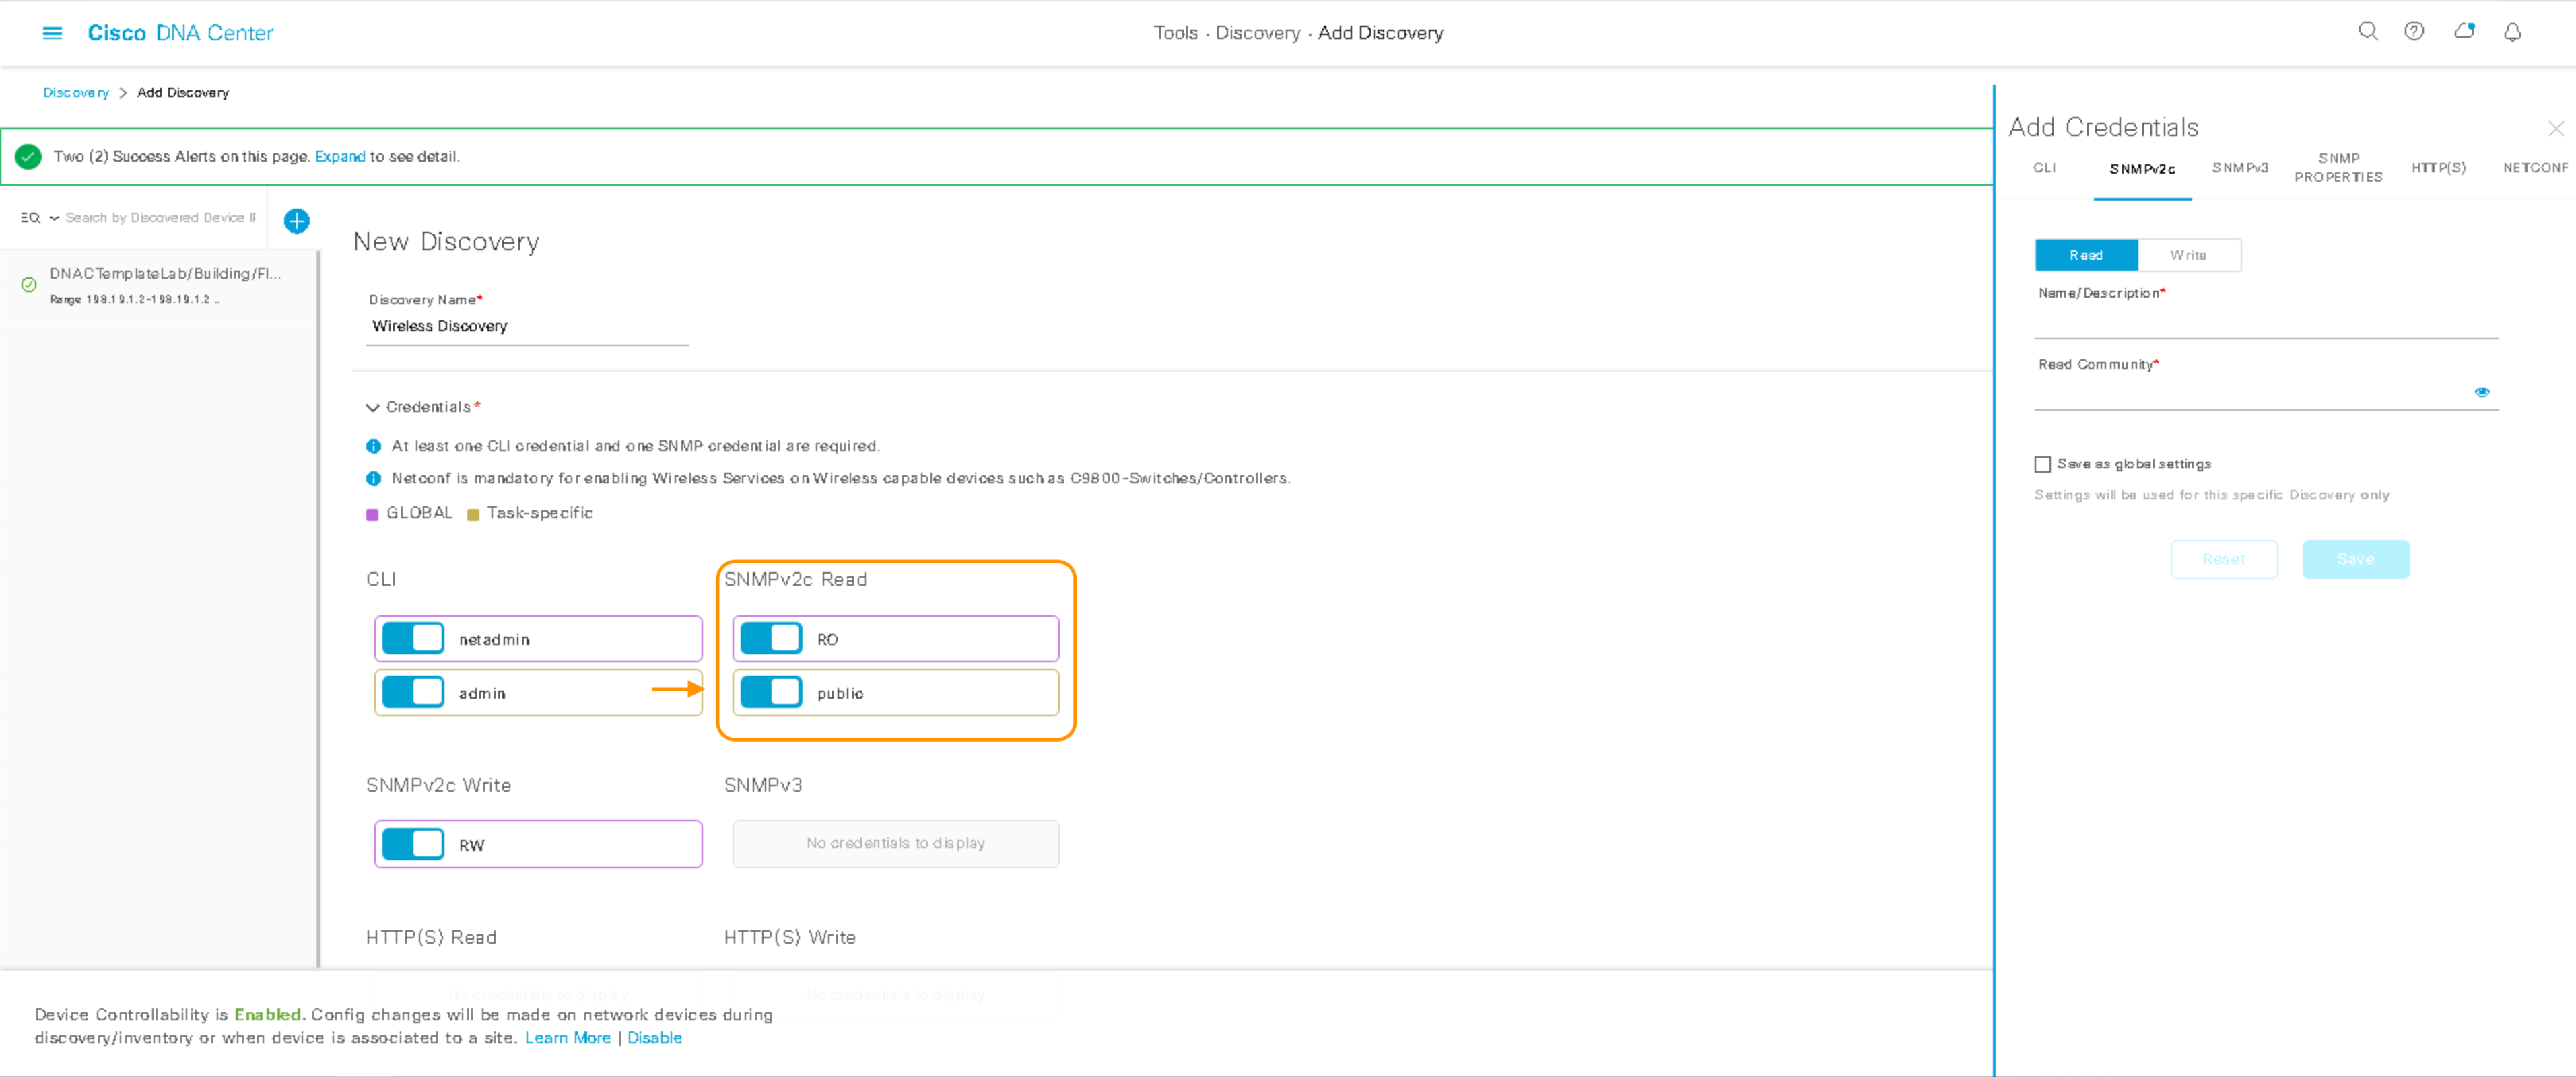 Cisco DNA Center
Tools · Discovery · Add Discovery
Discovery > Add Discovery
Two (2) Success Alerts on this page. Expand to see detail.
Search by Discovered Device IP
DNACTemplateLab/Building/Fl...
Range 198.19.1.2-198.19.1.2 ..
New Discovery
Discovery Name*
Wireless Discovery
Credentials*
At least one CLI credential and one SNMP credential are required.
Netconf is mandatory for enabling Wireless Services on Wireless capable devices such as C9800-Switches/Controllers.
GLOBAL Task-specific
CLI
netadmin
admin
SNMPv2c Read
RO
public
SNMPv2c Write
RW
SNMPv3
No credentials to display
HTTP(S) Read
No credentials to display
HTTP(S) Write
No credentials to display
Device Controllability is Enabled. Config changes will be made on network devices during
discovery/inventory or when device is associated to a site. Learn More | Disable
Add Credentials
CLI
SNMPv2c
SNMPv3
SNMP
PROPERTIES
HTTP(S)
NETCONF
Read
Write
Name/Description*
Read Community*
Save as global settings
Settings will be used for this specific Discovery only
Reset
Save